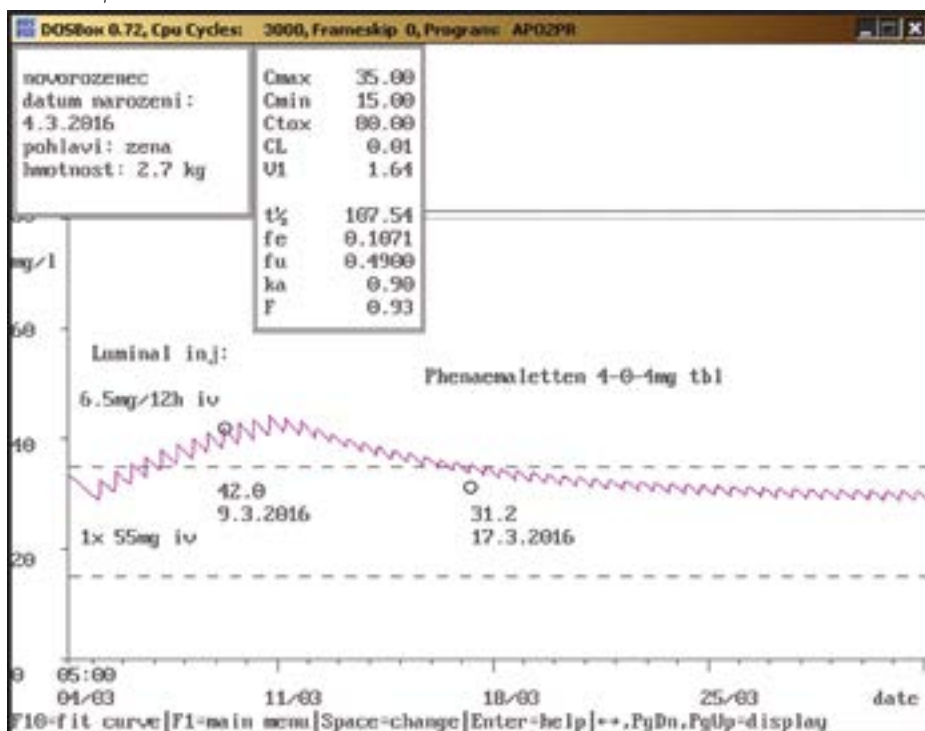 DOSBox 0.72, Cpu Cycles: 3000, Frameskip 0, Program: APO2PR
novorozenec
datum narozeni:
4.3.2016
pohlavi: zena
hmotnost: 2.7 kg
Cmax 35.00
Cmin 15.00
Ctox 80.00
CL 0.01
V1 1.64
t½ 107.54
fe 0.1071
fu 0.4900
ka 0.90
F 0.93
mg/l
60
Luminal inj:
Phenaemaletten 4-0-4mg tbl
6.5mg/12h iv
40
42.0
9.3.2016
31.2
17.3.2016
1x 55mg iv
20
0 05:00
04/03 11/03 18/03 25/03 date
F10=fit curve|F1=main menu|Space=change|Enter=help|↔,PgDn,PgUp=display